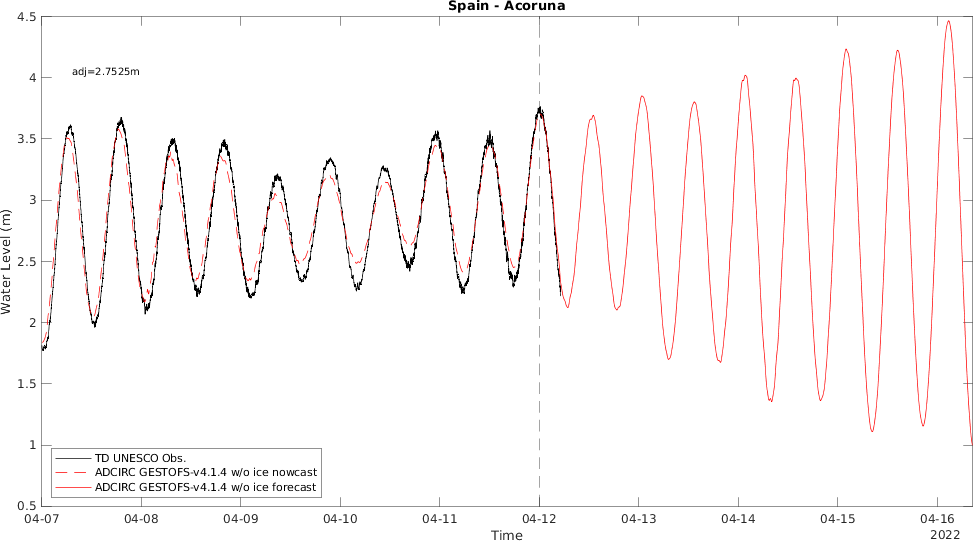 Spain - Acoruna
4.5
4
3.5
3
2.5
2
1.5
1
0.5
Water Level (m)
adj=2.7525m
TD UNESCO Obs.
ADCIRC GESTOFS-v4.1.4 w/o ice nowcast
ADCIRC GESTOFS-v4.1.4 w/o ice forecast
04-07 04-08 04-09 04-10 04-11 04-12 04-13 04-14 04-15 04-16
Time
2022